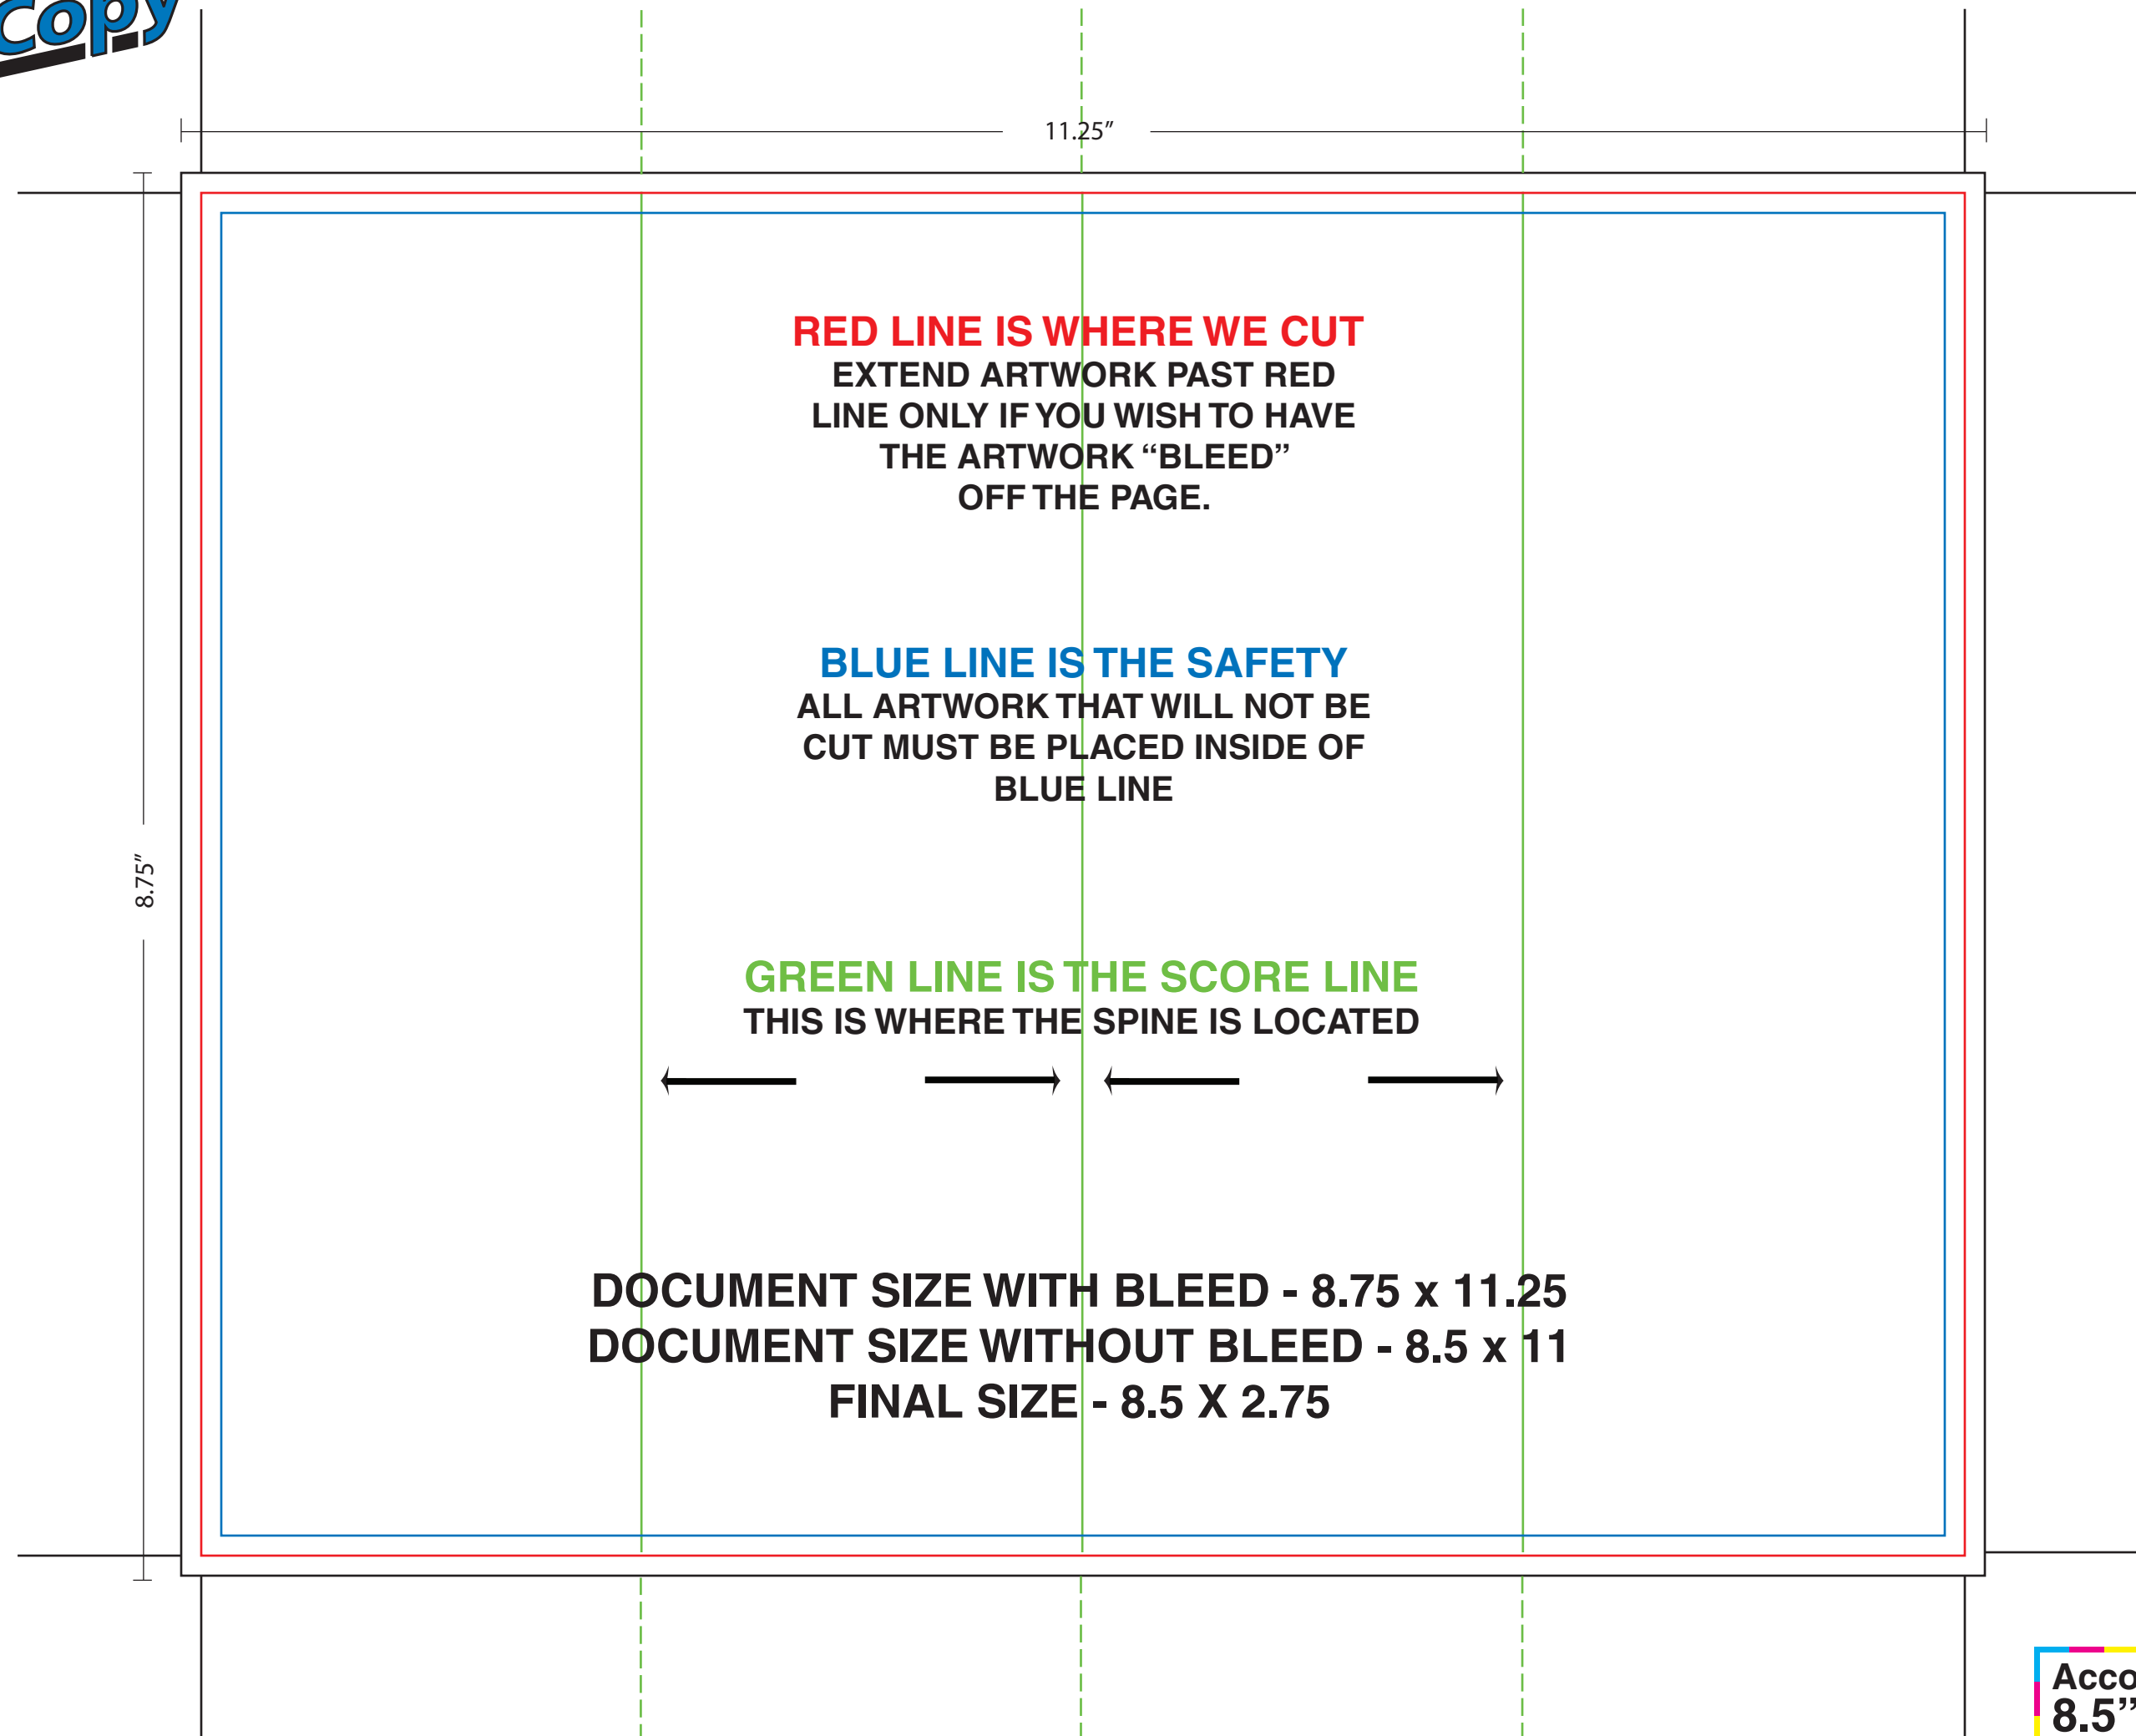 Copy
11.25”
RED LINE IS WHERE WE CUT
EXTEND ARTWORK PAST RED
LINE ONLY IF YOU WISH TO HAVE
THE ARTWORK “BLEED”
OFF THE PAGE.
BLUE LINE IS THE SAFETY
ALL ARTWORK THAT WILL NOT BE
CUT MUST BE PLACED INSIDE OF
BLUE LINE
8.75”
GREEN LINE IS THE SCORE LINE
THIS IS WHERE THE SPINE IS LOCATED
DOCUMENT SIZE WITH BLEED - 8.75 x 11.25
DOCUMENT SIZE WITHOUT BLEED - 8.5 x 11
FINAL SIZE - 8.5 X 2.75
8.5”